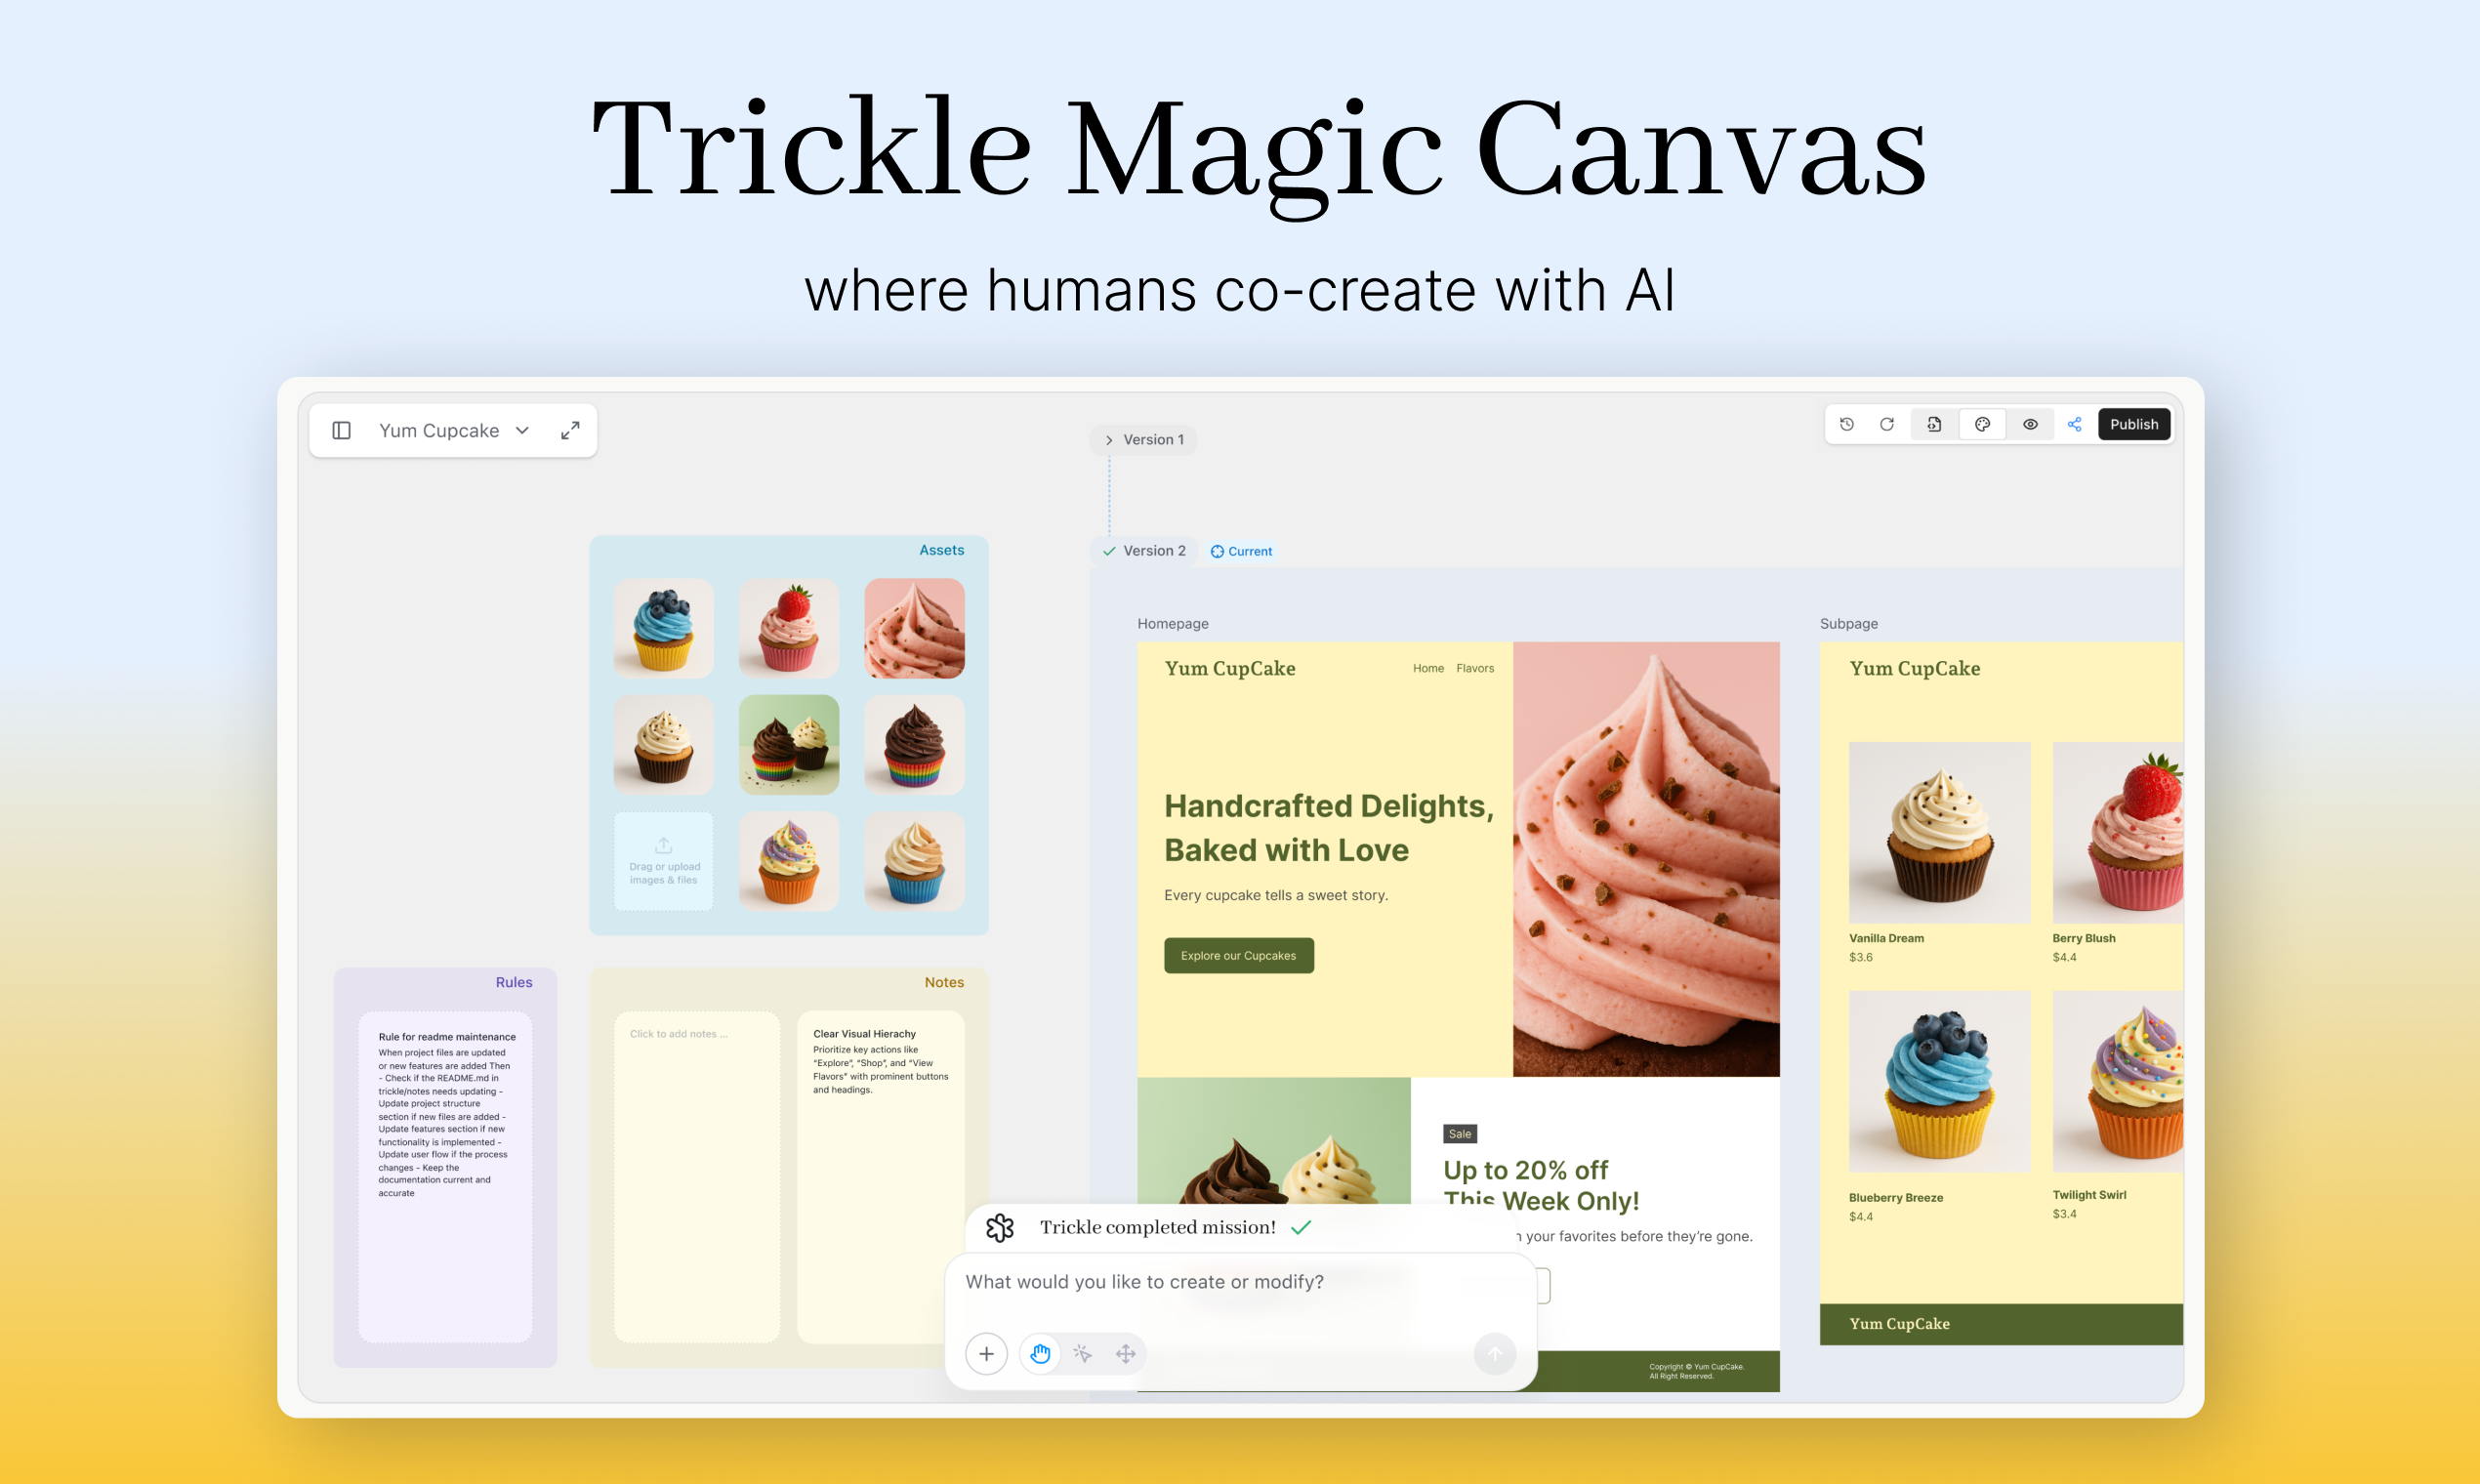 Trickle Magic Canvas
where humans co-create with AI
Yum Cupcake
Publish
Version 1
Version 2
Current
Assets
Drag or upload
images & files
Rules
Rule for readme maintenance
When project files are updated
or new features are added Then
- Check if the README.md in
trickle/notes needs updating -
Update project structure
section if new files are added -
Update features section if new
functionality is implemented -
Update user flow if the process
changes - Keep the
documentation current and
accurate
Notes
Click to add notes ...
Clear Visual Hierachy
Prioritize key actions like
“Explore”, “Shop”, and “View
Flavors” with prominent buttons
and headings.
Homepage
Yum CupCake
Home Flavors
Handcrafted Delights,
Baked with Love
Every cupcake tells a sweet story.
Explore our Cupcakes
Sale
Up to 20% off
This Week Only!
your favorites before they’re gone.
Copyright © Yum CupCake.
All Right Reserved.
Subpage
Yum CupCake
Vanilla Dream
$3.6
Berry Blush
$4.4
Blueberry Breeze
$4.4
Twilight Swirl
$3.4
Yum CupCake
Trickle completed mission!
What would you like to create or modify?